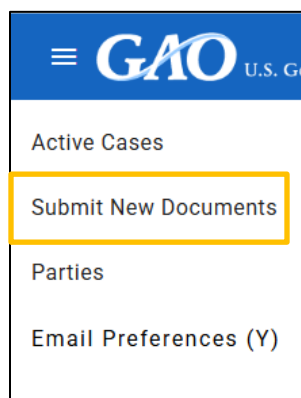 GAO U.S. G
Active Cases
Submit New Documents
Parties
Email Preferences (Y)